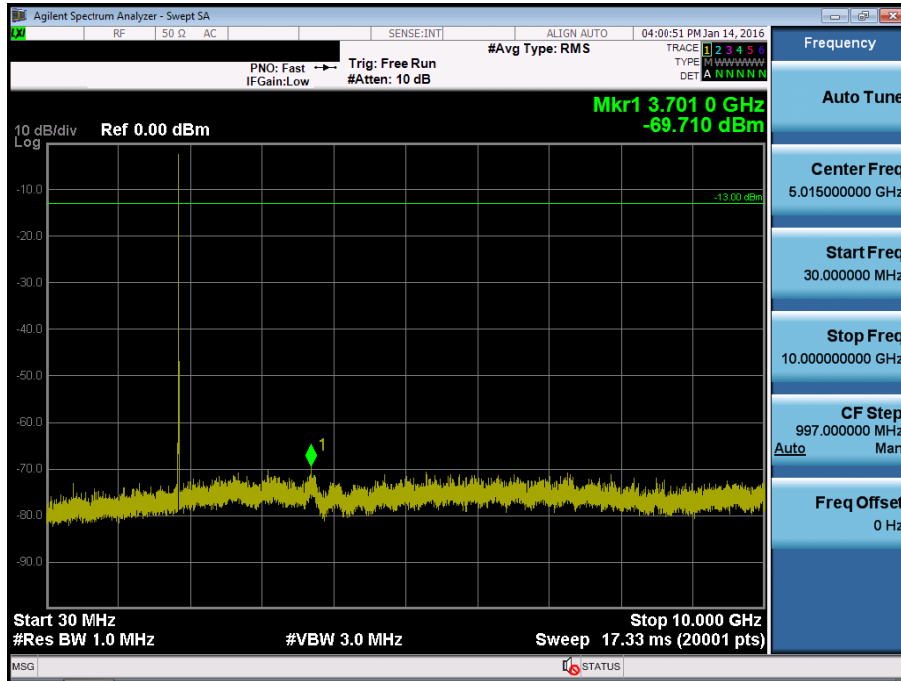 Agilent Spectrum Analyzer - Swept SA
LXI RF 50 Ω AC SENSE:INT ALIGN AUTO 04:00:51 PM Jan 14, 2016
#Avg Type: RMS TRACE 1 2 3 4 5 6
PNO: Fast Trig: Free Run TYPE M WWWWW
IFGain:Low #Atten: 10 dB DET A N N N N N
Mkr1 3.701 0 GHz
-69.710 dBm
10 dB/div Ref 0.00 dBm
Log
-10.0
-13.00 dBm
-20.0
-30.0
-40.0
-50.0
-60.0
1
-70.0
-80.0
-90.0
Start 30 MHz Stop 10.000 GHz
#Res BW 1.0 MHz #VBW 3.0 MHz Sweep 17.33 ms (20001 pts)
MSG STATUS
Frequency
Auto Tune
Center Freq
5.015000000 GHz
Start Freq
30.000000 MHz
Stop Freq
10.000000000 GHz
CF Step
997.000000 MHz
Auto Man
Freq Offset
0 Hz